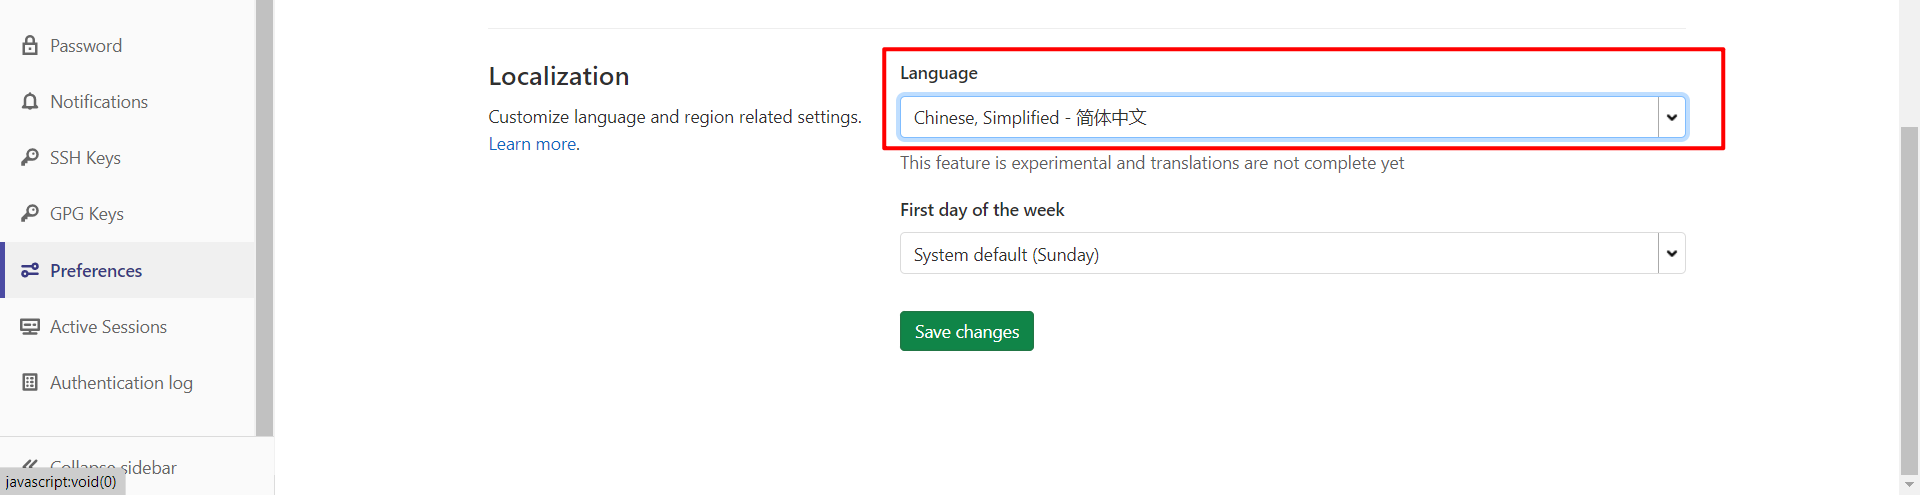 Password
Notifications
SSH Keys
GPG Keys
Preferences
Active Sessions
Authentication log
Collapse sidebar
javascript:void(0)
Localization
Customize language and region related settings.
Learn more.
Language
Chinese, Simplified - 简体中文
This feature is experimental and translations are not complete yet
First day of the week
System default (Sunday)
Save changes